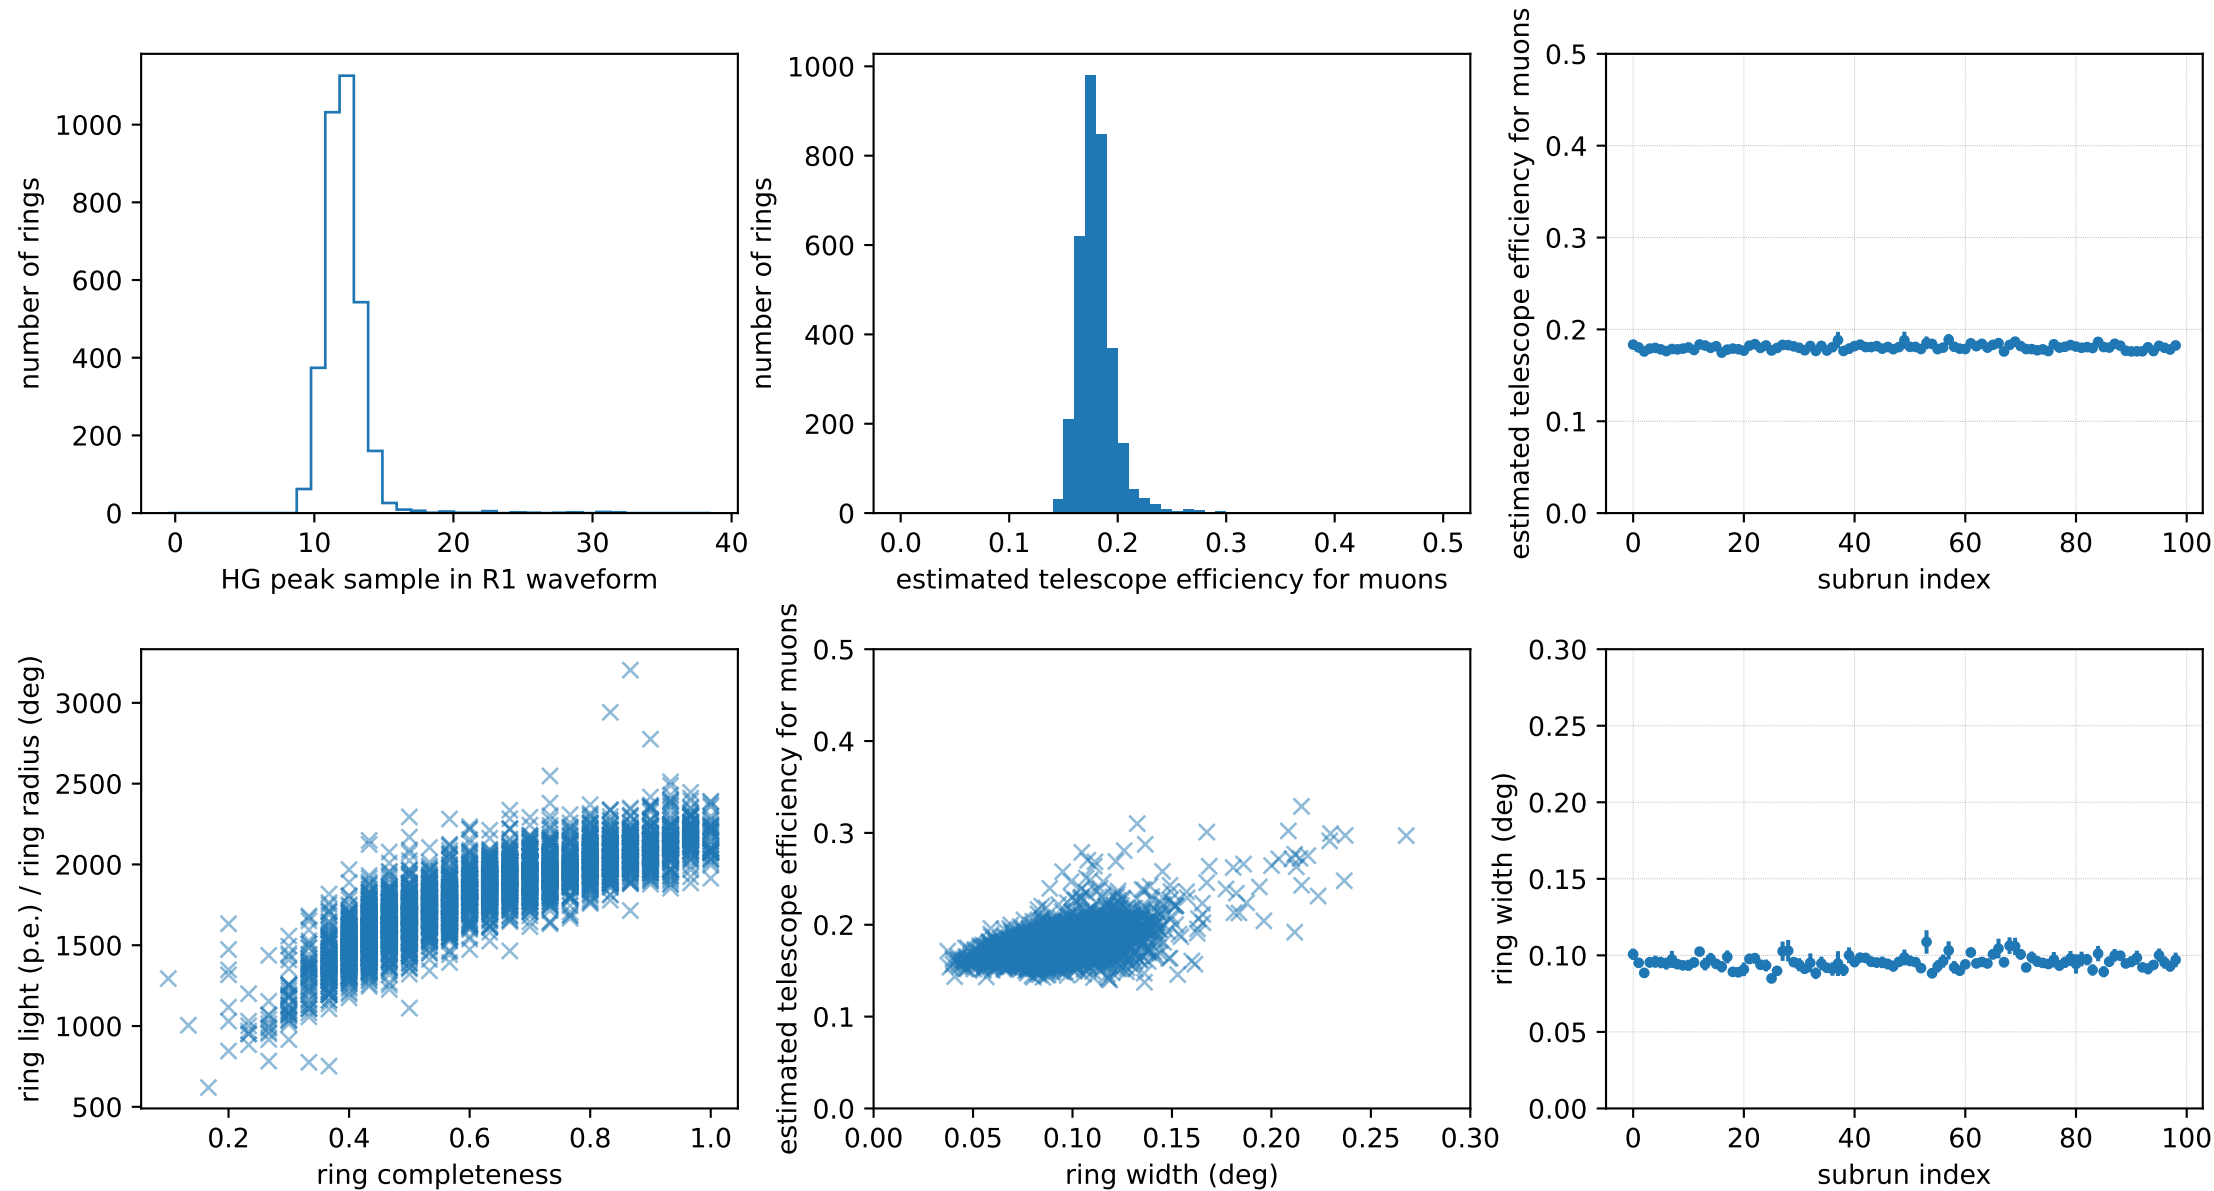 number of rings
1000
800
600
400
200
0
0 10 20 30 40
HG peak sample in R1 waveform
number of rings
1000
800
600
400
200
0
0.0 0.1 0.2 0.3 0.4 0.5
estimated telescope efficiency for muons
estimated telescope efficiency for muons
0.5
0.4
0.3
0.2
0.1
0.0
0 20 40 60 80 100
subrun index
ring light (p.e.) / ring radius (deg)
3000
2500
2000
1500
1000
500
0.2 0.4 0.6 0.8 1.0
ring completeness
estimated telescope efficiency for muons
0.5
0.4
0.3
0.2
0.1
0.0
0.00 0.05 0.10 0.15 0.20 0.25 0.30
ring width (deg)
ring width (deg)
0.30
0.25
0.20
0.15
0.10
0.05
0.00
0 20 40 60 80 100
subrun index